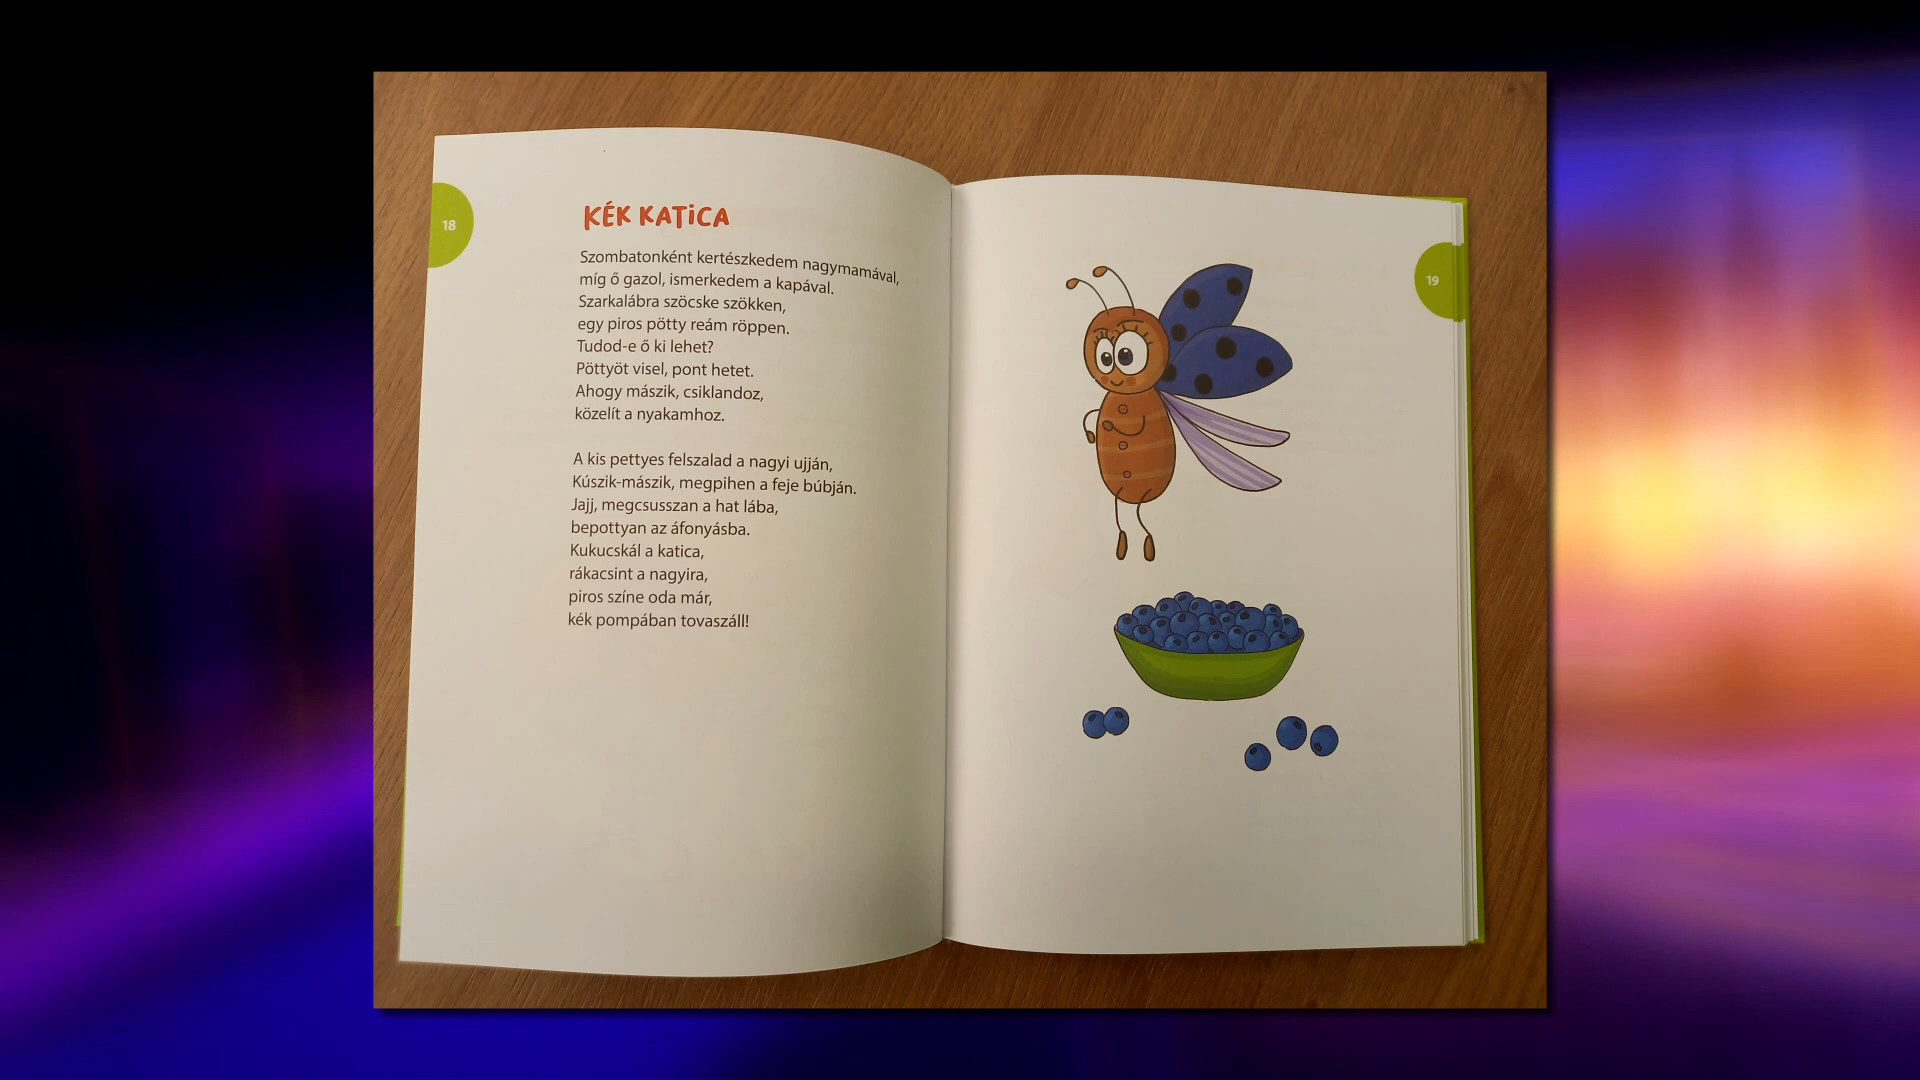 18
KÉK KATICA
Szombatonként kertészkedem nagymamával,
míg ő gazol, ismerkedem a kapával.
Szarkalábra szöcske szökken,
egy piros pötty reám röppen.
Tudod-e ő ki lehet?
Pöttyöt visel, pont hetet.
Ahogy mászik, csiklandoz,
közelít a nyakamhoz.
A kis pettyes felszalad a nagyi ujján,
Kúszik-mászik, megpihen a feje búbján.
Jajj, megcsusszan a hat lába,
bepottyan az áfonyásba.
Kukucskál a katica,
rákacsint a nagyira,
piros színe oda már,
kék pompában tovaszáll!
19